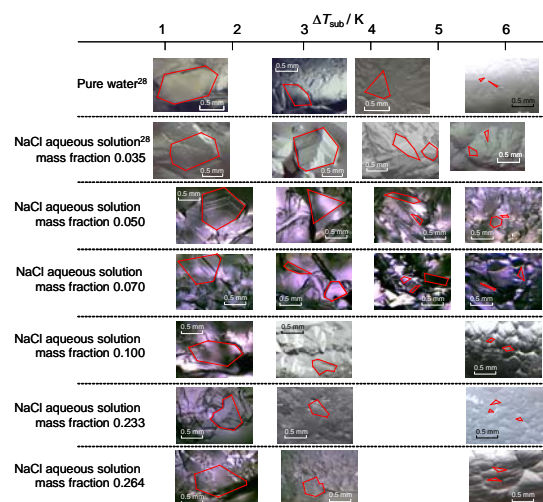 ΔTsub / K
1 2 3 4 5 6
Pure water28
0.5 mm 0.5 mm 0.5 mm 0.5 mm
NaCl aqueous solution28
mass fraction 0.035
0.5 mm 0.5 mm 0.5 mm 0.5 mm
NaCl aqueous solution
mass fraction 0.050
0.5 mm 0.5 mm 0.5 mm 0.5 mm
NaCl aqueous solution
mass fraction 0.070
0.5 mm 0.5 mm 0.5 mm 0.5 mm
NaCl aqueous solution
mass fraction 0.100
0.5 mm 0.5 mm 0.5 mm
NaCl aqueous solution
mass fraction 0.233
0.5 mm 0.5 mm 0.5 mm
NaCl aqueous solution
mass fraction 0.264
0.5 mm 0.5 mm 0.5 mm